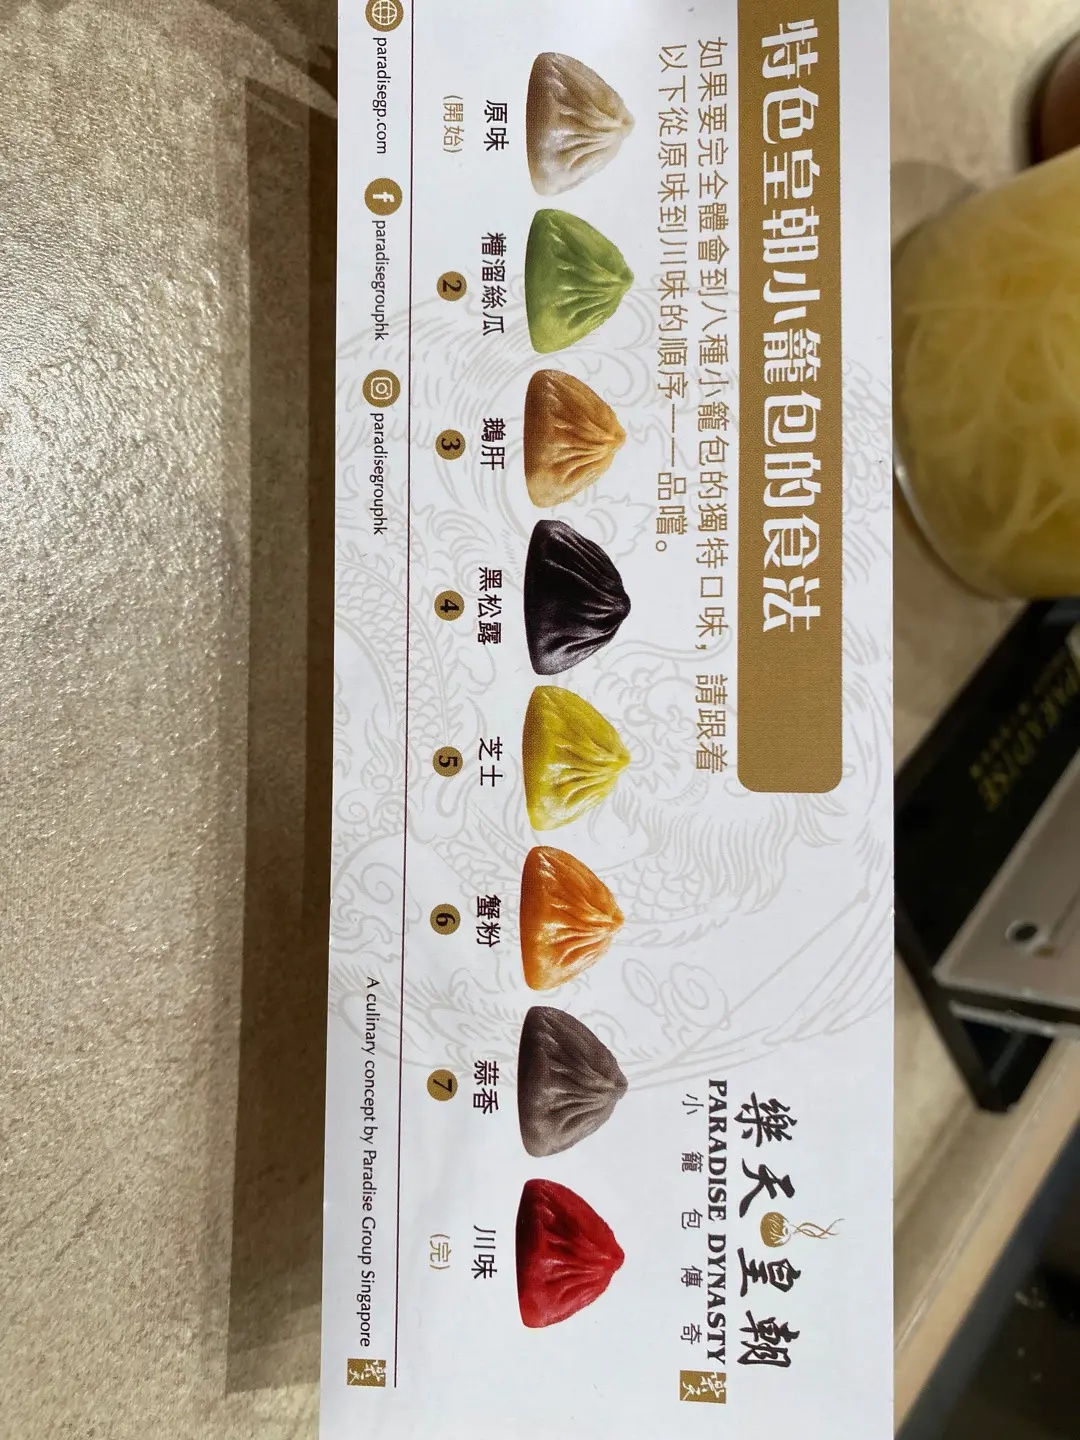 特色皇朝小籠包的食法
如果要完全體會到八種小籠包的獨特口味，請跟着
以下從原味到川味的順序一一品嚐。
樂天皇朝
PARADISE DYNASTY
小籠包傳奇
樂天
原味
(開始)
糟溜絲瓜
2
鵝肝
3
黑松露
4
芝士
5
蟹粉
6
蒜香
7
川味
(完)
paradisegp.com
f paradisegrouphk
paradisegrouphk
A culinary concept by Paradise Group Singapore
樂天
PARADISE